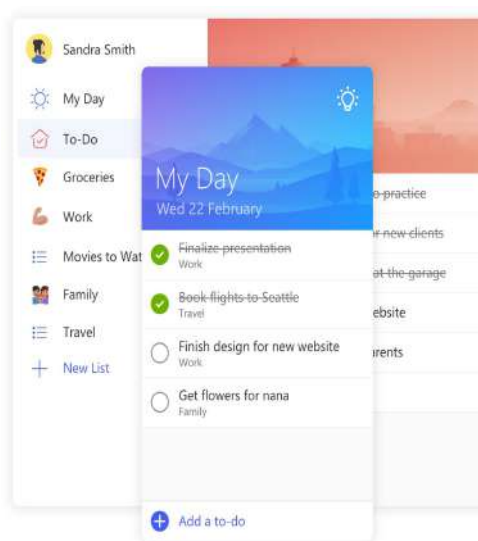 Sandra Smith
My Day
To-Do
Groceries
Work
Movies to Wat
Family
Travel
New List
My Day
Wed 22 February
Finalize presentation
Work
Book flights to Seattle
Travel
Finish design for new website
Work
Get flowers for nana
Family
Add a to-do
o practice
r new clients
at the garage
ebsite
rents